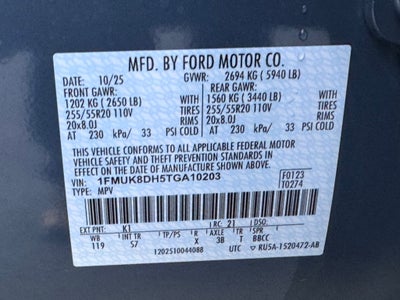 MFD. BY FORD MOTOR CO.
DATE: 10/25 GVWR: 2694 KG ( 5940 LB)
FRONT GAWR: REAR GAWR:
1202 KG ( 2650 LB) 1560 KG ( 3440 LB)
255/55R20 110V TIRES 255/55R20 110V TIRES
20x8.0J RIMS 20x8.0J RIMS
AT 230 kPa/ 33 PSI COLD AT 230 kPa/ 33 PSI COLD
THIS VEHICLE CONFORMS TO ALL APPLICABLE FEDERAL MOTOR
VEHICLE SAFETY, BUMPER, AND THEFT PREVENTION STANDARDS IN
EFFECT ON THE DATE OF MANUFACTURE SHOWN ABOVE.
VIN: 1FMUK8DH5TGA10203 F0123
TYPE: MPV T0274
EXT PNT: K1 RC: 21 DSO:
WB INT TR TP/PS R AXLE TR SPR
119 S7 X 3B T BBCC
1202510044088 UTC RU5A-1520472-AB